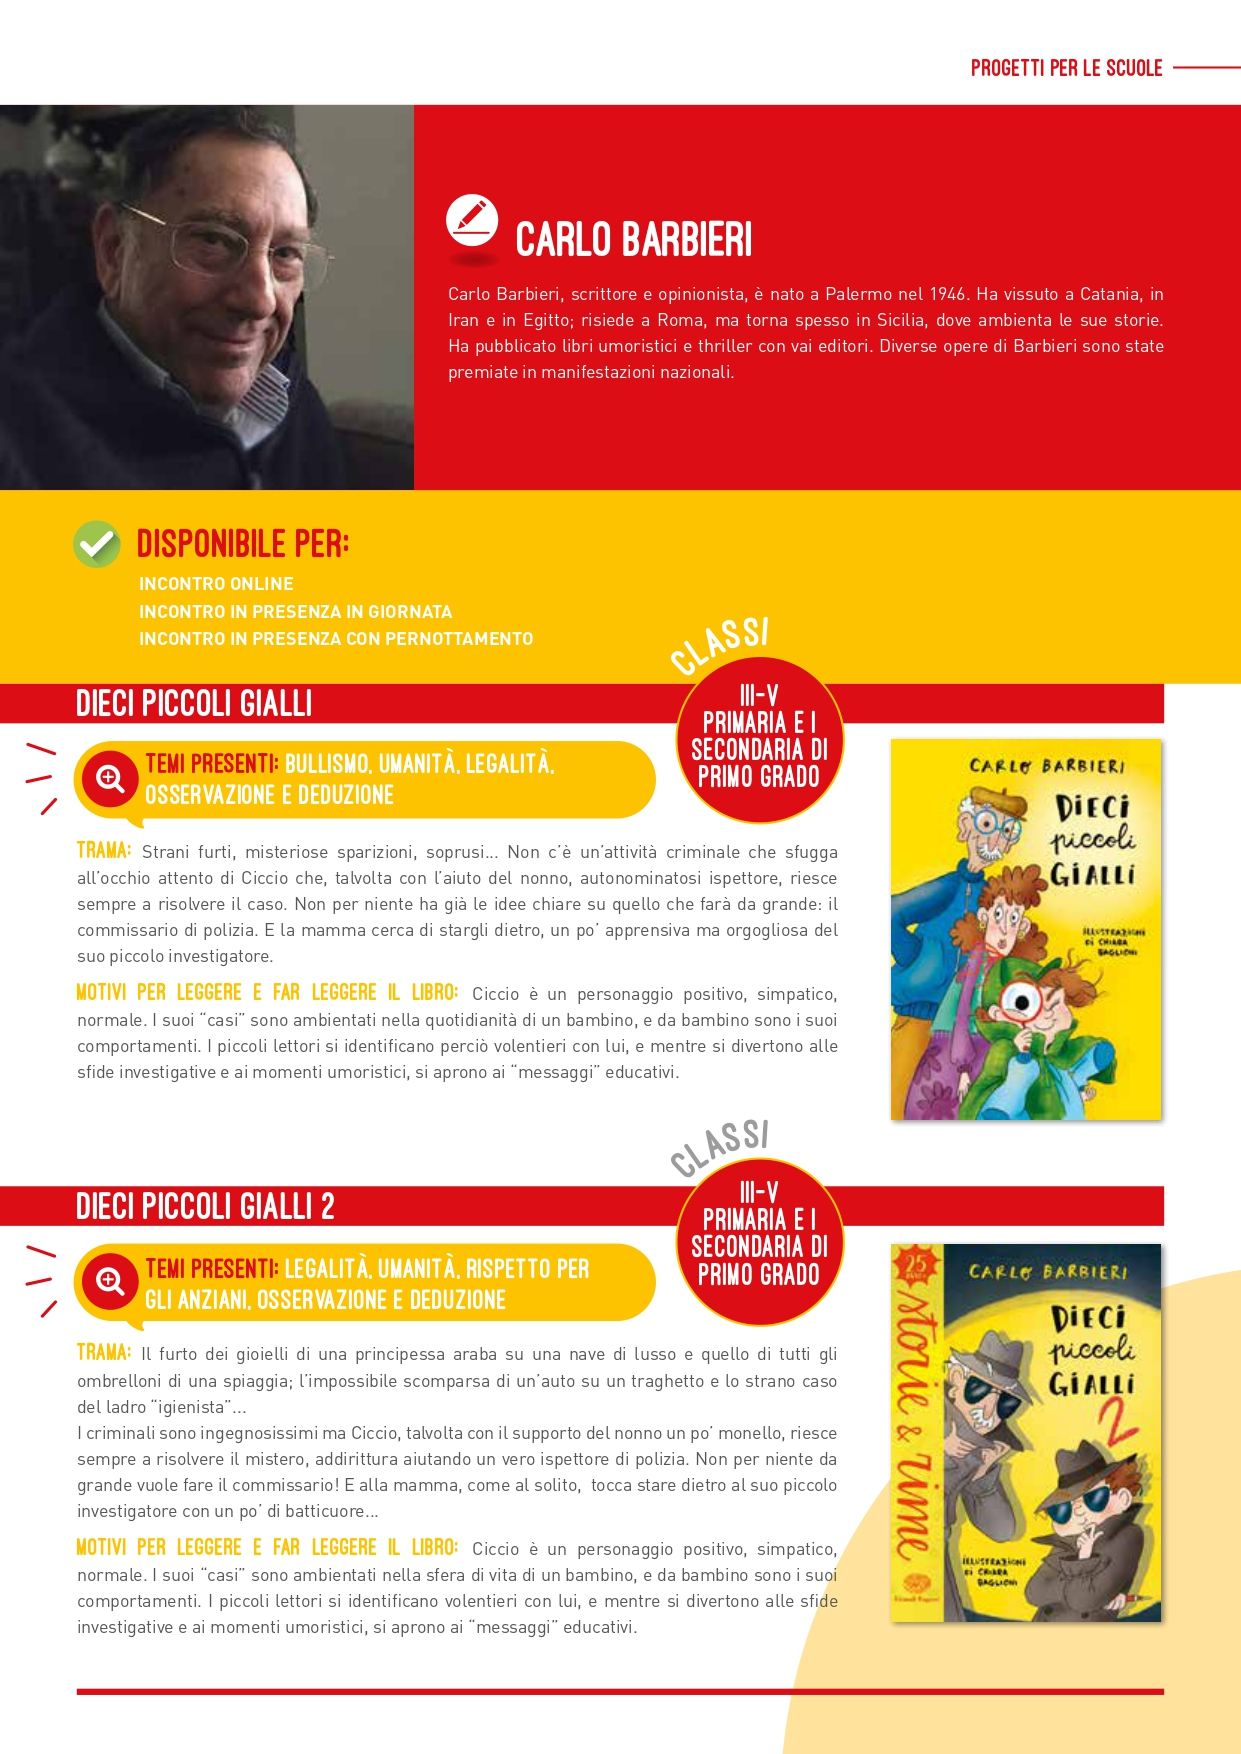 PROGETTI PER LE SCUOLE
CARLO BARBIERI
Carlo Barbieri, scrittore e opinionista, è nato a Palermo nel 1946. Ha vissuto a Catania, in
Iran e in Egitto; risiede a Roma, ma torna spesso in Sicilia, dove ambienta le sue storie.
Ha pubblicato libri umoristici e thriller con vai editori. Diverse opere di Barbieri sono state
premiate in manifestazioni nazionali.
DISPONIBILE PER:
INCONTRO ONLINE
INCONTRO IN PRESENZA IN GIORNATA
INCONTRO IN PRESENZA CON PERNOTTAMENTO
CLASSI
III-V
PRIMARIA E I
SECONDARIA DI
PRIMO GRADO
DIECI PICCOLI GIALLI
TEMI PRESENTI: BULLISMO, UMANITÀ, LEGALITÀ,
OSSERVAZIONE E DEDUZIONE
TRAMA: Strani furti, misteriose sparizioni, soprusi... Non c'è un'attività criminale che sfugga
all'occhio attento di Ciccio che, talvolta con l'aiuto del nonno, autonominatosi ispettore, riesce
sempre a risolvere il caso. Non per niente ha già le idee chiare su quello che farà da grande: il
commissario di polizia. E la mamma cerca di stargli dietro, un po' apprensiva ma orgogliosa del
suo piccolo investigatore.
MOTIVI PER LEGGERE E FAR LEGGERE IL LIBRO: Ciccio è un personaggio positivo, simpatico,
normale. I suoi "casi" sono ambientati nella quotidianità di un bambino, e da bambino sono i suoi
comportamenti. I piccoli lettori si identificano perciò volentieri con lui, e mentre si divertono alle
sfide investigative e ai momenti umoristici, si aprono ai "messaggi" educativi.
CARLO BARBIERI
DIECI
piccoli
GIALLI
ILLUSTRAZIONI
DI CHIARA
BAGLIONI
CLASSI
III-V
PRIMARIA E I
SECONDARIA DI
PRIMO GRADO
DIECI PICCOLI GIALLI 2
TEMI PRESENTI: LEGALITÀ, UMANITÀ, RISPETTO PER
GLI ANZIANI, OSSERVAZIONE E DEDUZIONE
TRAMA: Il furto dei gioielli di una principessa araba su una nave di lusso e quello di tutti gli
ombrelloni di una spiaggia; l'impossibile scomparsa di un'auto su un traghetto e lo strano caso
del ladro "igienista"...
I criminali sono ingegnosissimi ma Ciccio, talvolta con il supporto del nonno un po' monello, riesce
sempre a risolvere il mistero, addirittura aiutando un vero ispettore di polizia. Non per niente da
grande vuole fare il commissario! E alla mamma, come al solito, tocca stare dietro al suo piccolo
investigatore con un po' di batticuore...
MOTIVI PER LEGGERE E FAR LEGGERE IL LIBRO: Ciccio è un personaggio positivo, simpatico,
normale. I suoi "casi" sono ambientati nella sfera di vita di un bambino, e da bambino sono i suoi
comportamenti. I piccoli lettori si identificano volentieri con lui, e mentre si divertono alle sfide
investigative e ai momenti umoristici, si aprono ai "messaggi" educativi.
25
ANNI
storie & rime
CARLO BARBIERI
DIECI
piccoli
GIALLI
2
ILLUSTRAZIONI
DI CHIARA
BAGLIONI
Einaudi Ragazzi